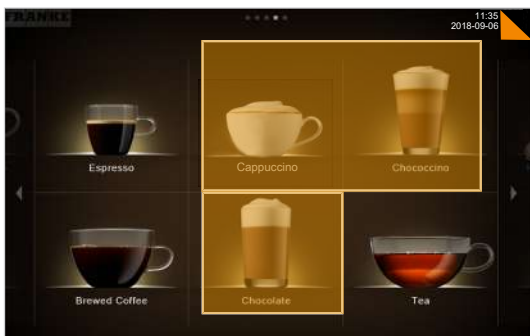 FRANKE
11:35
2018-09-06
Espresso
Cappuccino
Chococcino
Brewed Coffee
Chocolate
Tea